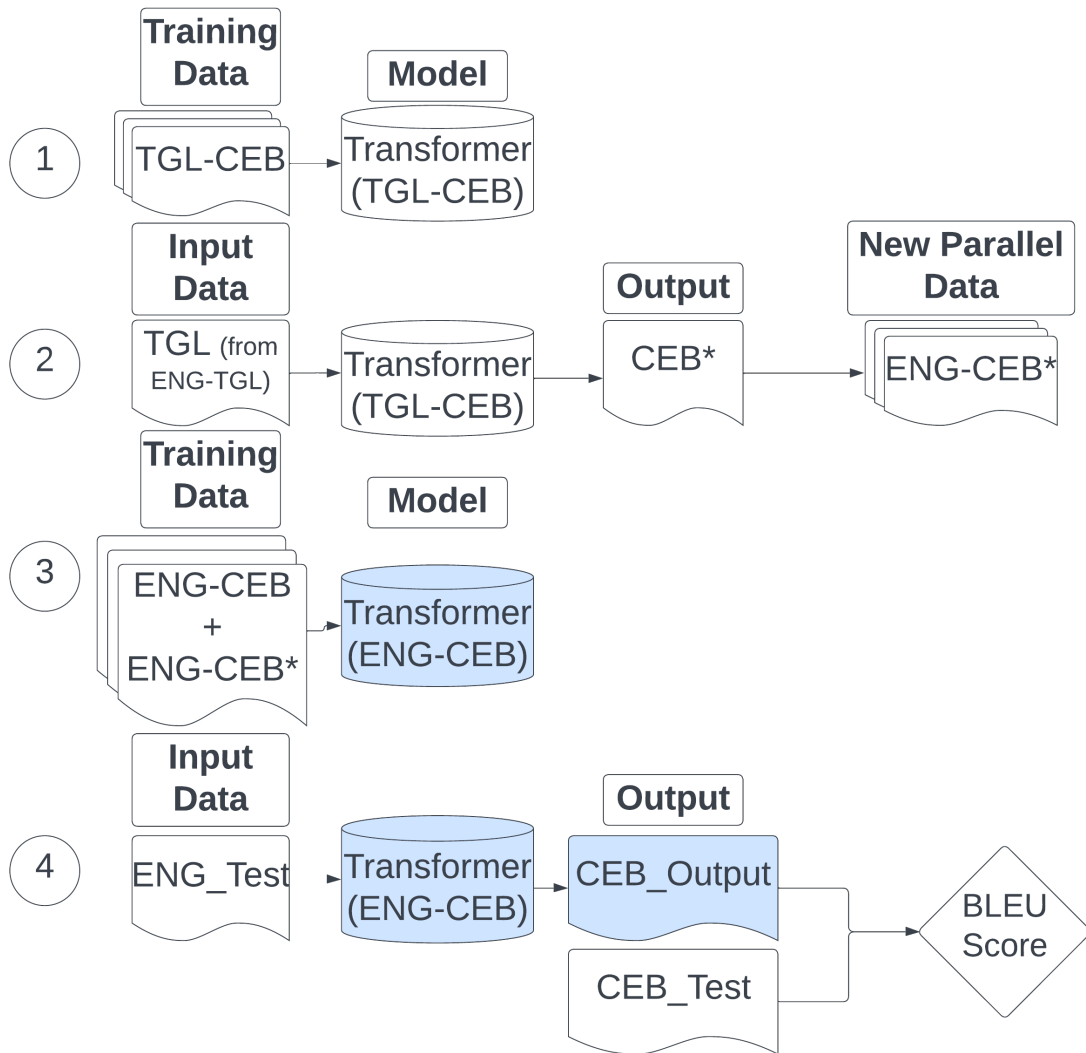 Training
Data
Model
1
TGL-CEB
Transformer
(TGL-CEB)
Input
Data
Output
New Parallel
Data
2
TGL (from
ENG-TGL)
Transformer
(TGL-CEB)
CEB*
ENG-CEB*
Training
Data
Model
3
ENG-CEB
+
ENG-CEB*
Transformer
(ENG-CEB)
Input
Data
Output
4
ENG_Test
Transformer
(ENG-CEB)
CEB_Output
CEB_Test
BLEU
Score